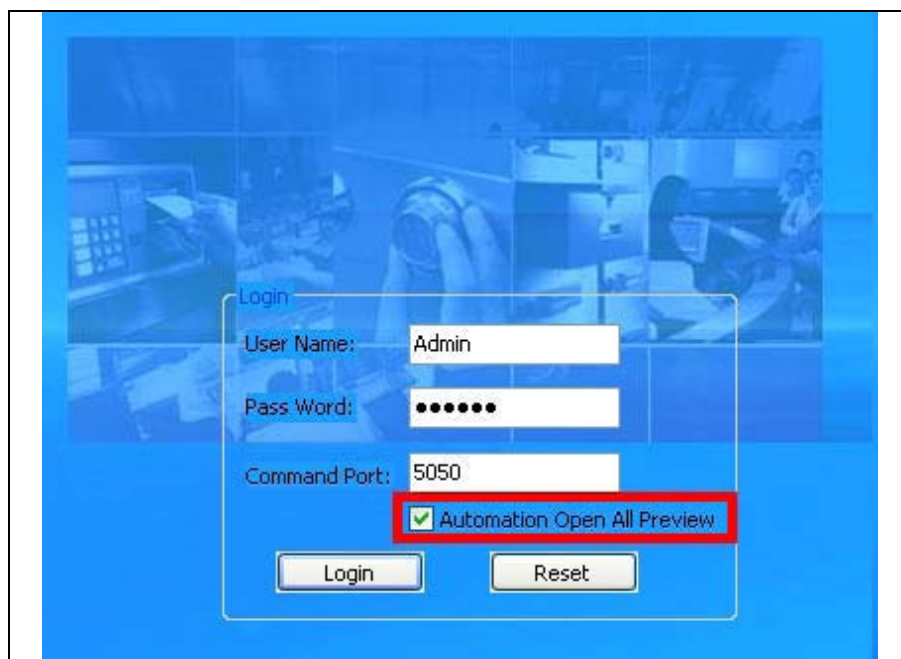 Login
User Name: Admin
Pass Word: ●●●●●●
Command Port: 5050
Automation Open All Preview
Login Reset